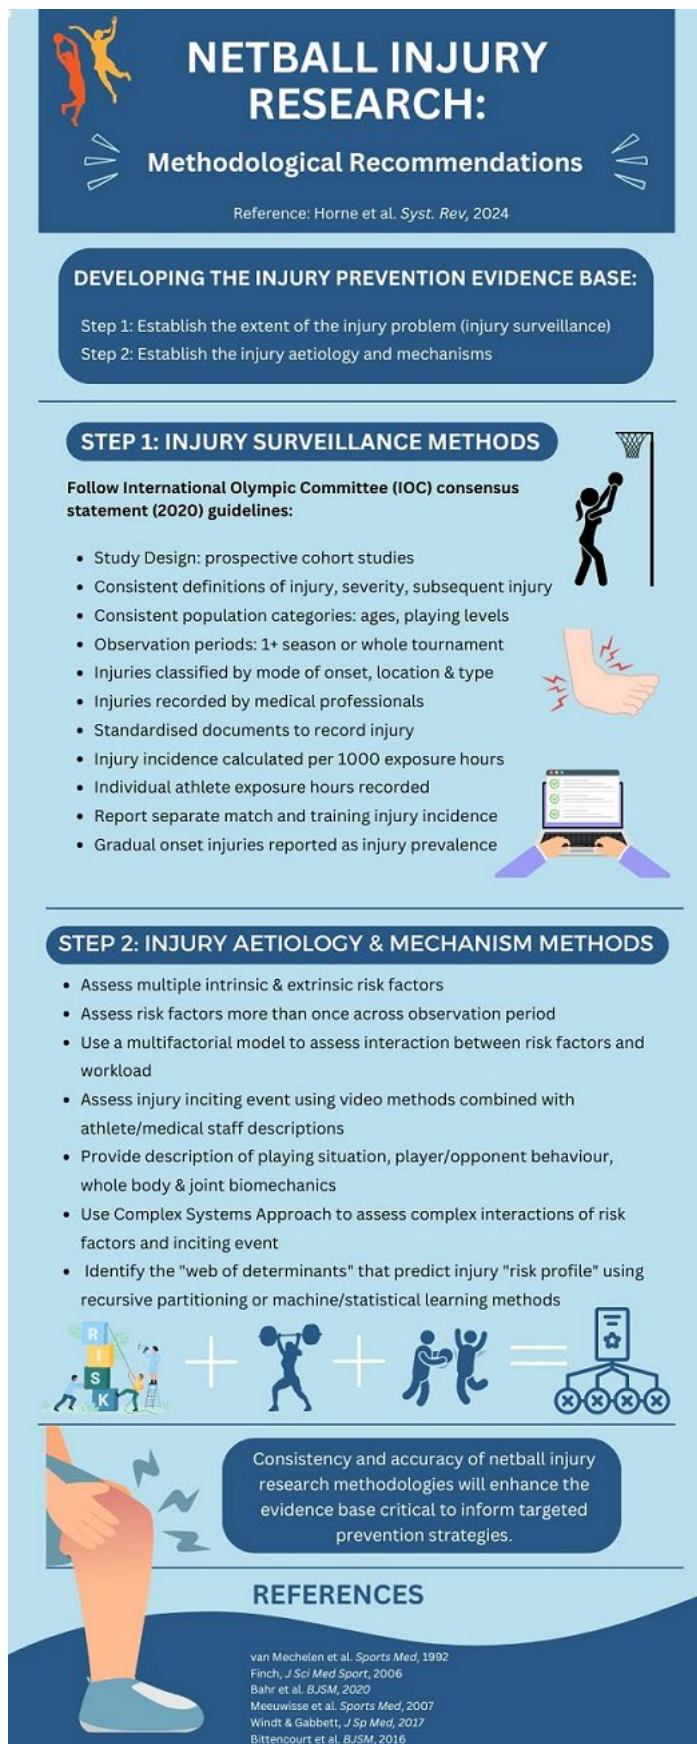 NETBALL INJURY
RESEARCH:
Methodological Recommendations
Reference: Horne et al. Syst. Rev, 2024
DEVELOPING THE INJURY PREVENTION EVIDENCE BASE:
Step 1: Establish the extent of the injury problem (injury surveillance)
Step 2: Establish the injury aetiology and mechanisms
STEP 1: INJURY SURVEILLANCE METHODS
Follow International Olympic Committee (IOC) consensus
statement (2020) guidelines:
• Study Design: prospective cohort studies
• Consistent definitions of injury, severity, subsequent injury
• Consistent population categories: ages, playing levels
• Observation periods: 1+ season or whole tournament
• Injuries classified by mode of onset, location & type
• Injuries recorded by medical professionals
• Standardised documents to record injury
• Injury incidence calculated per 1000 exposure hours
• Individual athlete exposure hours recorded
• Report separate match and training injury incidence
• Gradual onset injuries reported as injury prevalence
STEP 2: INJURY AETIOLOGY & MECHANISM METHODS
• Assess multiple intrinsic & extrinsic risk factors
• Assess risk factors more than once across observation period
• Use a multifactorial model to assess interaction between risk factors and
workload
• Assess injury inciting event using video methods combined with
athlete/medical staff descriptions
• Provide description of playing situation, player/opponent behaviour,
whole body & joint biomechanics
• Use Complex Systems Approach to assess complex interactions of risk
factors and inciting event
• Identify the "web of determinants" that predict injury "risk profile" using
recursive partitioning or machine/statistical learning methods
R
I
S
K
Consistency and accuracy of netball injury
research methodologies will enhance the
evidence base critical to inform targeted
prevention strategies.
REFERENCES
van Mechelen et al. Sports Med, 1992
Finch, J Sci Med Sport, 2006
Bahr et al. BJSM, 2020
Meeuwisse et al. Sports Med, 2007
Windt & Gabbett, J Sp Med, 2017
Bittencourt et al. BJSM, 2016